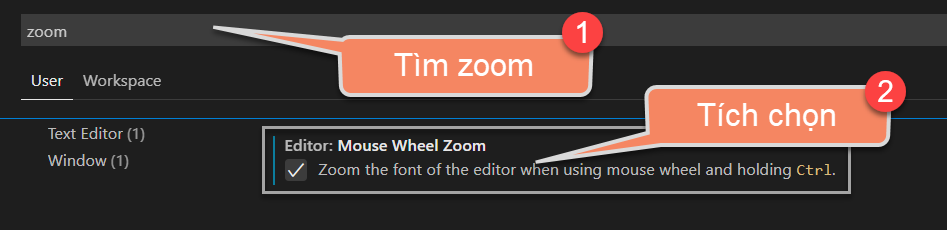 zoom
1
Tìm zoom
User Workspace
2
Tích chọn
Text Editor (1)
Window (1)
Editor: Mouse Wheel Zoom
Zoom the font of the editor when using mouse wheel and holding Ctrl.